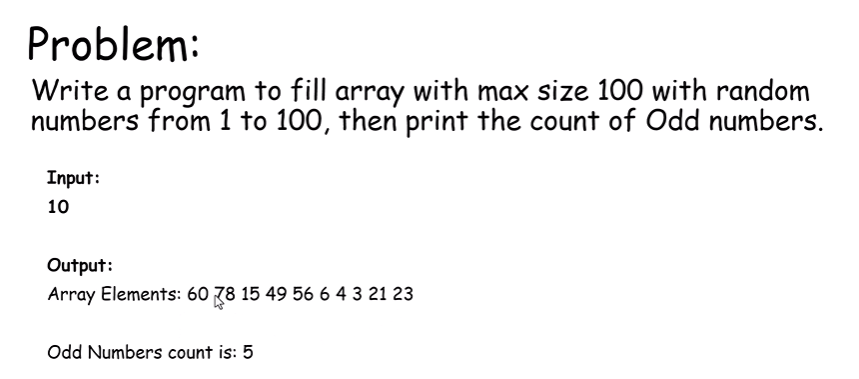 Problem:
Write a program to fill array with max size 100 with random
numbers from 1 to 100, then print the count of Odd numbers.
Input:
10
Output:
Array Elements: 60 78 15 49 56 6 4 3 21 23
Odd Numbers count is: 5